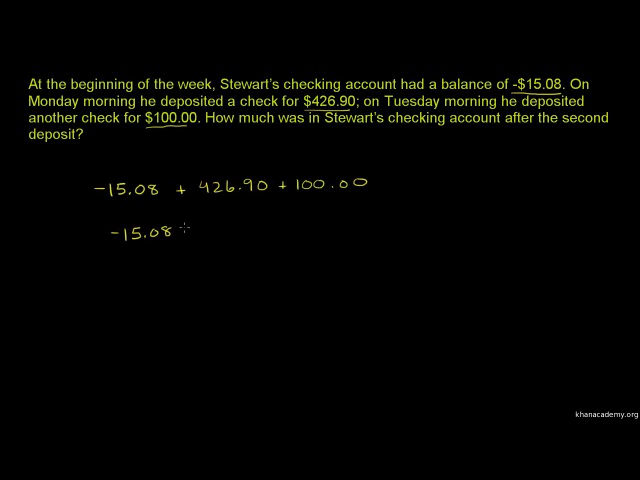 At the beginning of the week, Stewart's checking account had a balance of -$15.08. On
Monday morning he deposited a check for $426.90; on Tuesday morning he deposited
another check for $100.00. How much was in Stewart's checking account after the second
deposit?
-15.08 + 426.90 + 100.00
-15.08
khanacademy.org